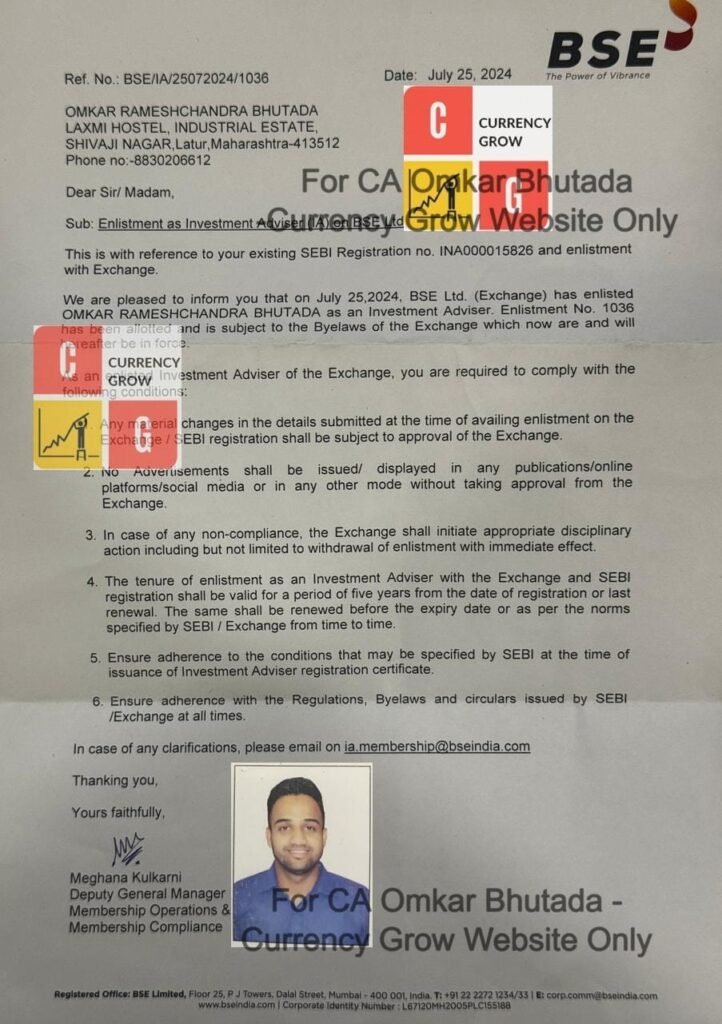 BSE
The Power of Vibrance
Ref. No.: BSE/IA/25072024/1036
Date: July 25, 2024
OMKAR RAMESHCHANDRA BHUTADA
LAXMI HOSTEL, INDUSTRIAL ESTATE,
SHIVAJI NAGAR,Latur,Maharashtra-413512
Phone no:-8830206612
C CURRENCY
GROW
G
For CA Omkar Bhutada
Currency Grow Website Only
Dear Sir/ Madam,
Sub: Enlistment as Investment Adviser (IA) on BSE Ltd
This is with reference to your existing SEBI Registration no. INA000015826 and enlistment
with Exchange.
We are pleased to inform you that on July 25,2024, BSE Ltd. (Exchange) has enlisted
OMKAR RAMESHCHANDRA BHUTADA as an Investment Adviser. Enlistment No. 1036
has been allotted and is subject to the Byelaws of the Exchange which now are and will
hereafter be in force.
C CURRENCY
GROW
G
As an enlisted Investment Adviser of the Exchange, you are required to comply with the
following conditions:
1. Any material changes in the details submitted at the time of availing enlistment on the
Exchange / SEBI registration shall be subject to approval of the Exchange.
2. No Advertisements shall be issued/ displayed in any publications/online
platforms/social media or in any other mode without taking approval from the
Exchange.
3. In case of any non-compliance, the Exchange shall initiate appropriate disciplinary
action including but not limited to withdrawal of enlistment with immediate effect.
4. The tenure of enlistment as an Investment Adviser with the Exchange and SEBI
registration shall be valid for a period of five years from the date of registration or last
renewal. The same shall be renewed before the expiry date or as per the norms
specified by SEBI / Exchange from time to time.
5. Ensure adherence to the conditions that may be specified by SEBI at the time of
issuance of Investment Adviser registration certificate.
6. Ensure adherence with the Regulations, Byelaws and circulars issued by SEBI
/Exchange at all times.
In case of any clarifications, please email on ia.membership@bseindia.com
Thanking you,
Yours faithfully,
Meghana Kulkarni
Deputy General Manager
Membership Operations &
Membership Compliance
For CA Omkar Bhutada -
Currency Grow Website Only
Registered Office: BSE Limited, Floor 25, P J Towers, Dalal Street, Mumbai - 400 001, India. T: +91 22 2272 1234/33 | E: corp.comm@bseindia.com
www.bseindia.com | Corporate Identity Number : L67120MH2005PLC155188